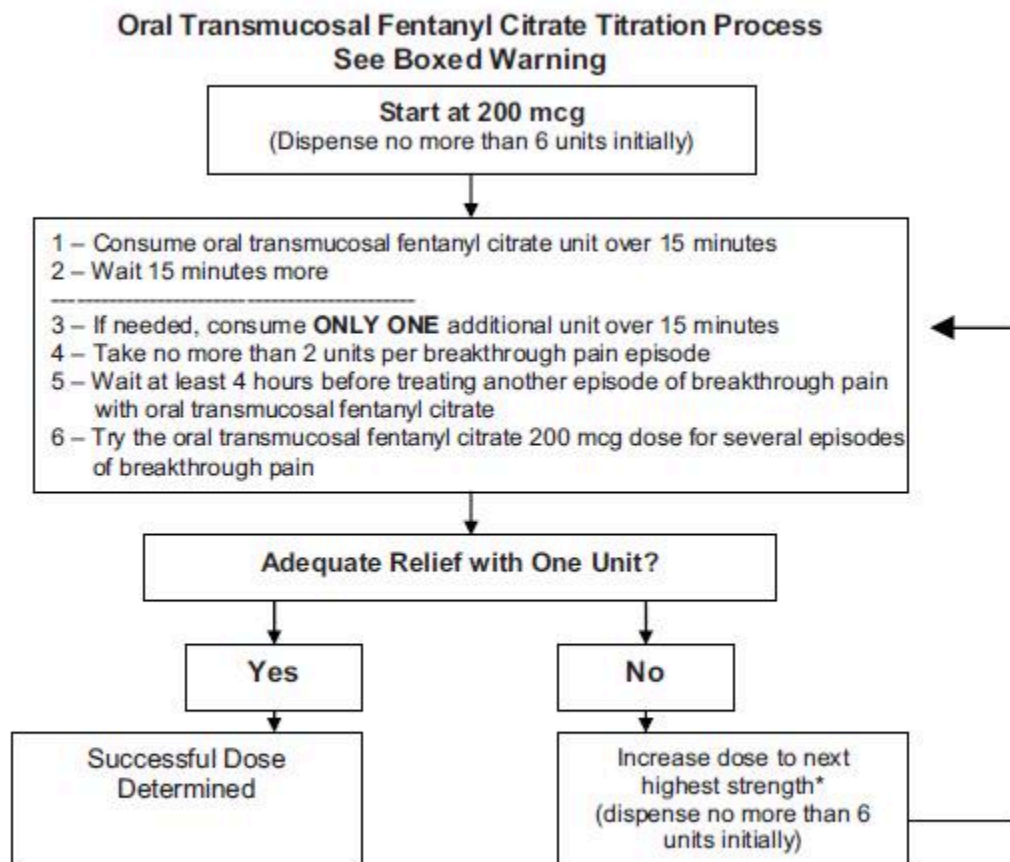 Oral Transmucosal Fentanyl Citrate Titration Process
See Boxed Warning
Start at 200 mcg
(Dispense no more than 6 units initially)
1 – Consume oral transmucosal fentanyl citrate unit over 15 minutes
2 – Wait 15 minutes more
----------------------------------------
3 – If needed, consume ONLY ONE additional unit over 15 minutes
4 – Take no more than 2 units per breakthrough pain episode
5 – Wait at least 4 hours before treating another episode of breakthrough pain
with oral transmucosal fentanyl citrate
6 – Try the oral transmucosal fentanyl citrate 200 mcg dose for several episodes
of breakthrough pain
Adequate Relief with One Unit?
Yes
No
Successful Dose
Determined
Increase dose to next
highest strength*
(dispense no more than 6
units initially)